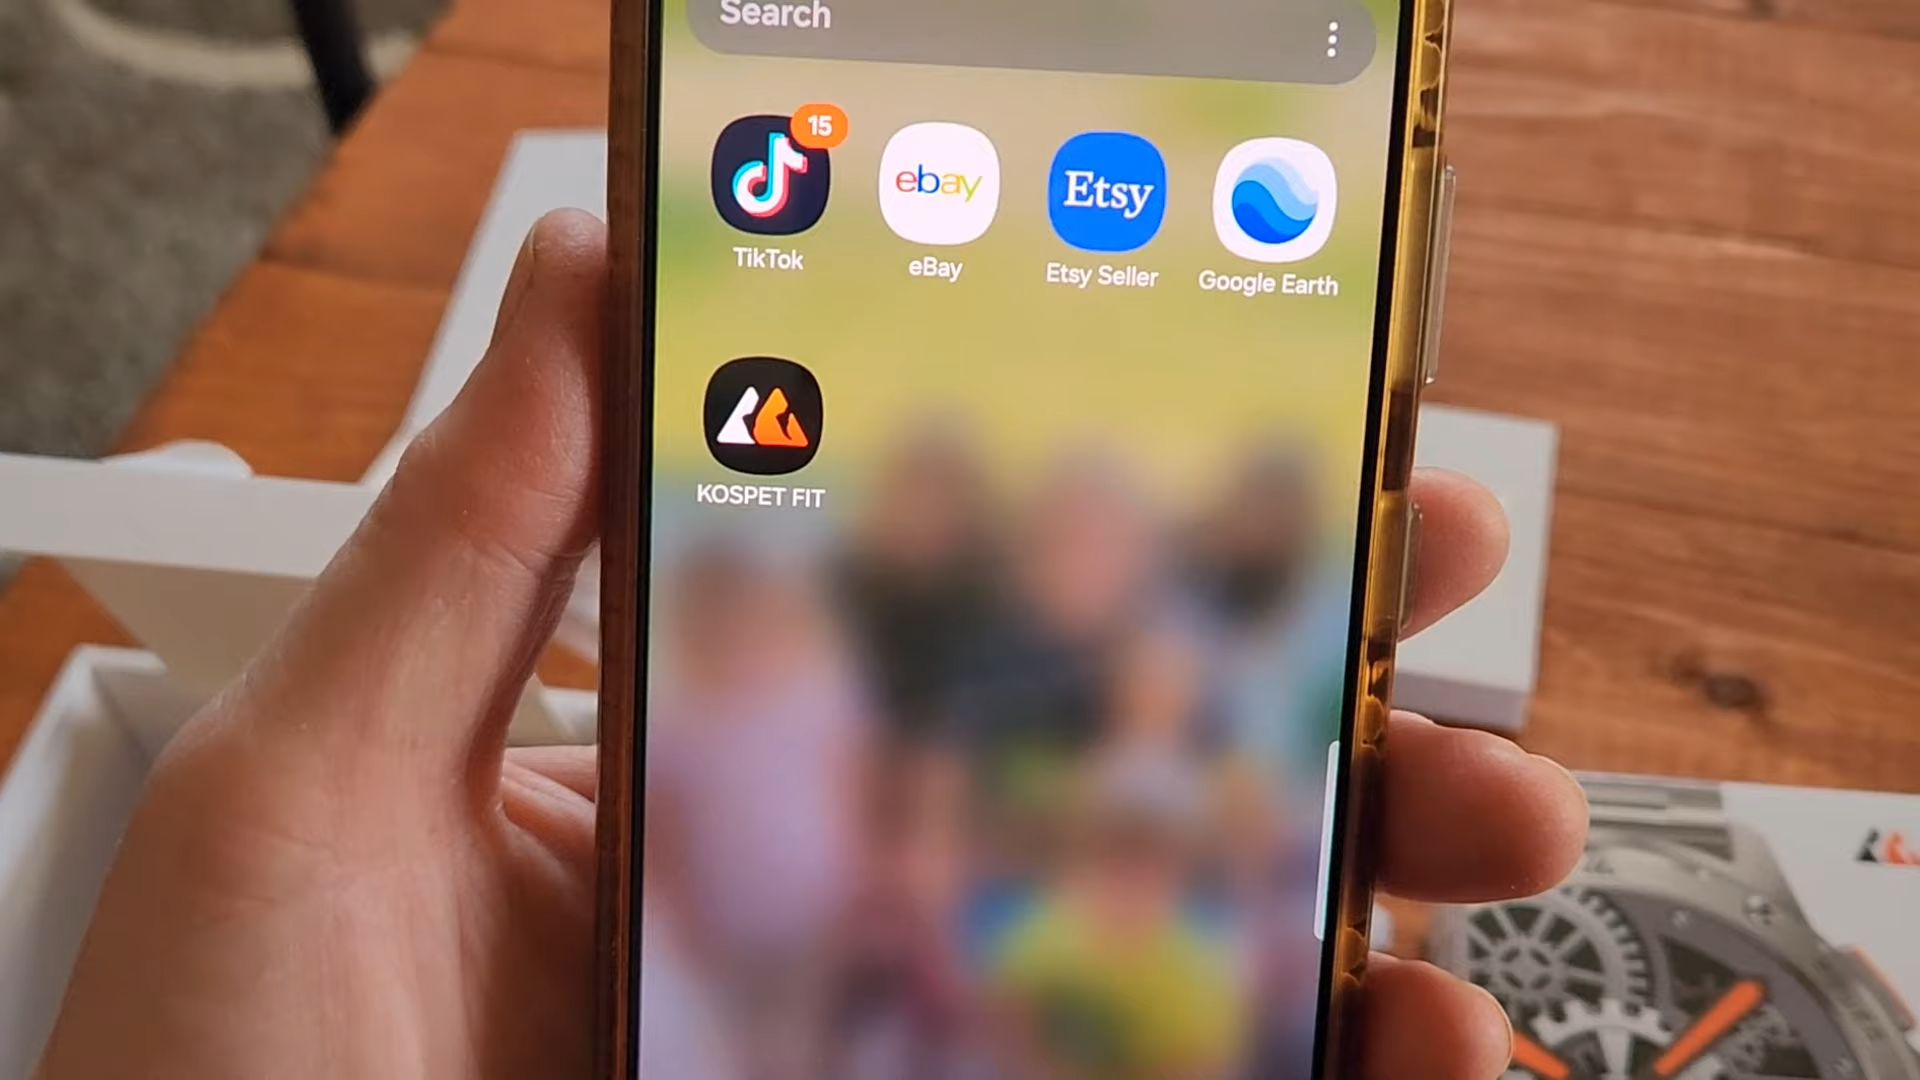 Search
15
ebay
Etsy
TikTok
eBay
Etsy Seller
Google Earth
KOSPET FIT